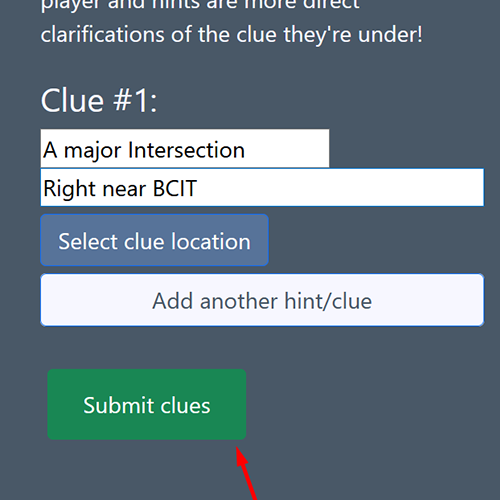 player and hints are more direct
clarifications of the clue they're under!
Clue #1:
A major Intersection
Right near BCIT
Select clue location
Add another hint/clue
Submit clues